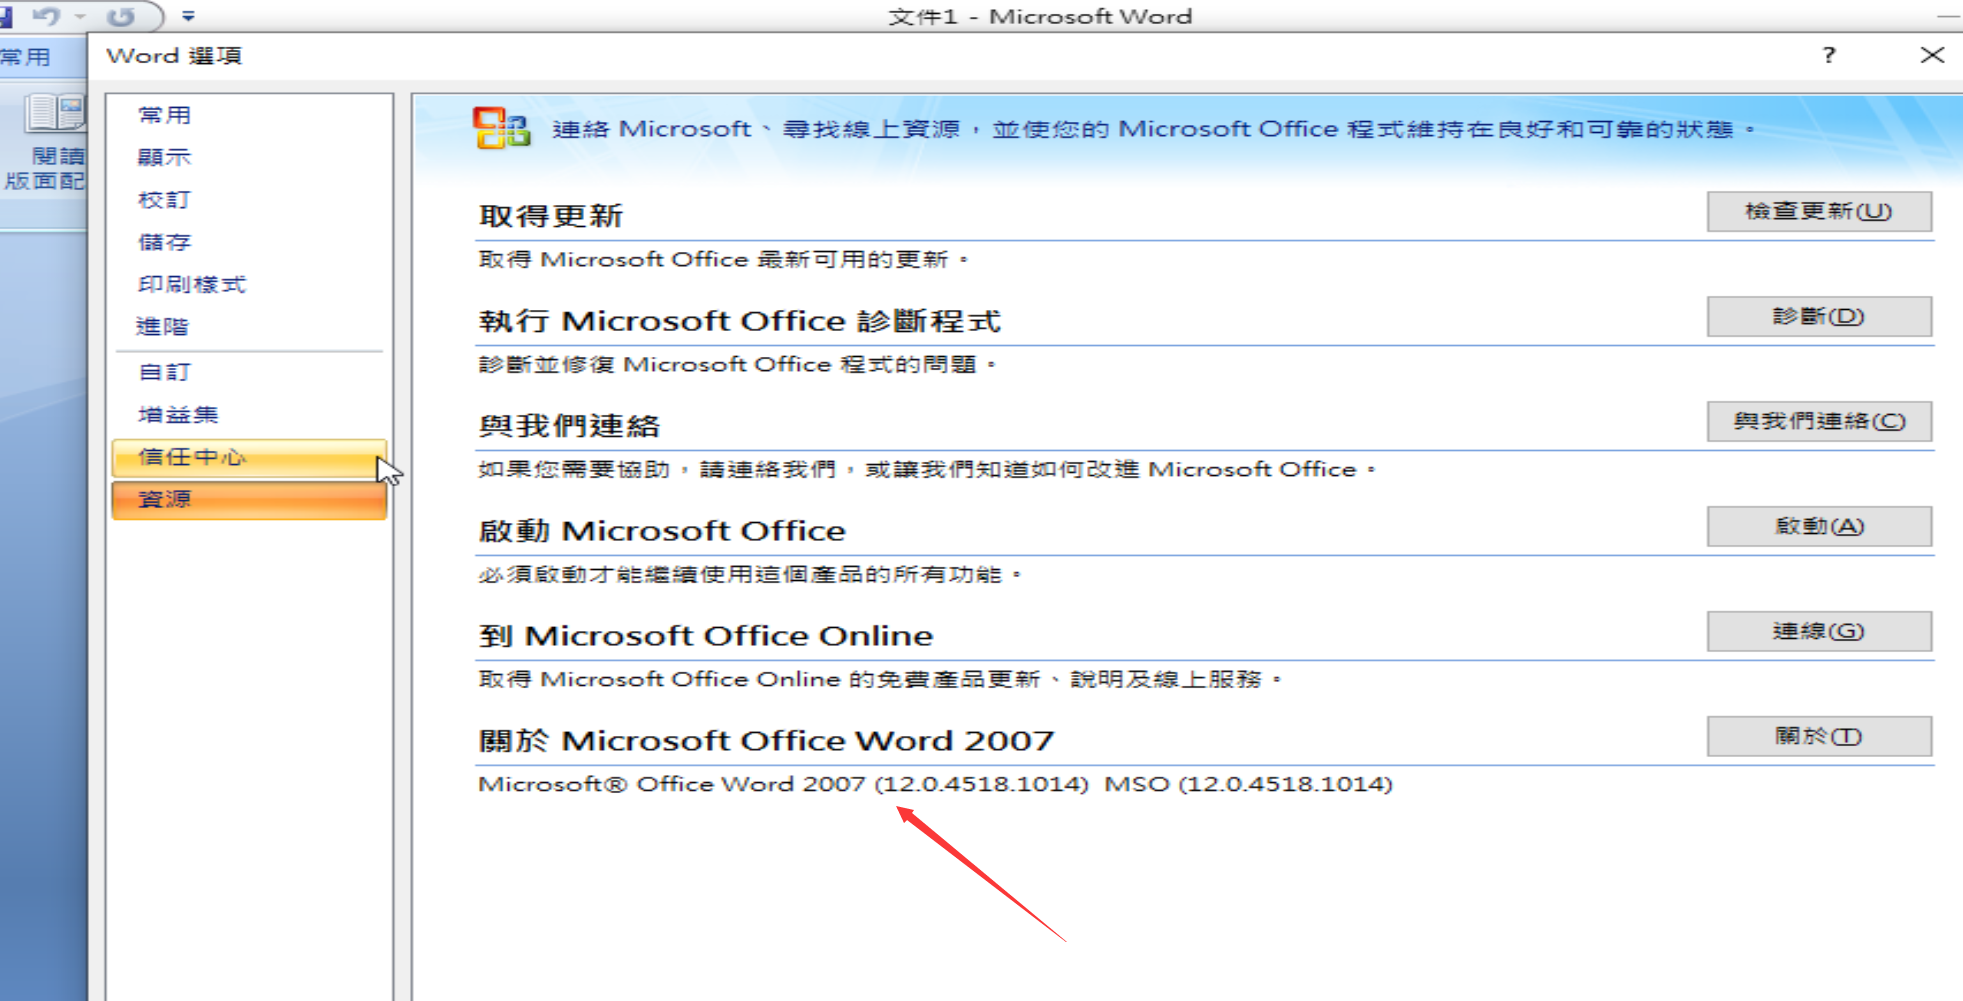 文件1 - Microsoft Word
常用
Word 選項
?
閱讀
版面配
常用
顯示
校訂
儲存
印刷樣式
進階
自訂
增益集
信任中心
資源
連絡 Microsoft、尋找線上資源，並使您的 Microsoft Office 程式維持在良好和可靠的狀態。
取得更新
檢查更新(U)
取得 Microsoft Office 最新可用的更新。
執行 Microsoft Office 診斷程式
診斷(D)
診斷並修復 Microsoft Office 程式的問題。
與我們連絡
與我們連絡(C)
如果您需要協助，請連絡我們，或讓我們知道如何改進 Microsoft Office。
啟動 Microsoft Office
啟動(A)
必須啟動才能繼續使用這個產品的所有功能。
到 Microsoft Office Online
連線(G)
取得 Microsoft Office Online 的免費產品更新、說明及線上服務。
關於 Microsoft Office Word 2007
關於(T)
Microsoft® Office Word 2007 (12.0.4518.1014)  MSO (12.0.4518.1014)